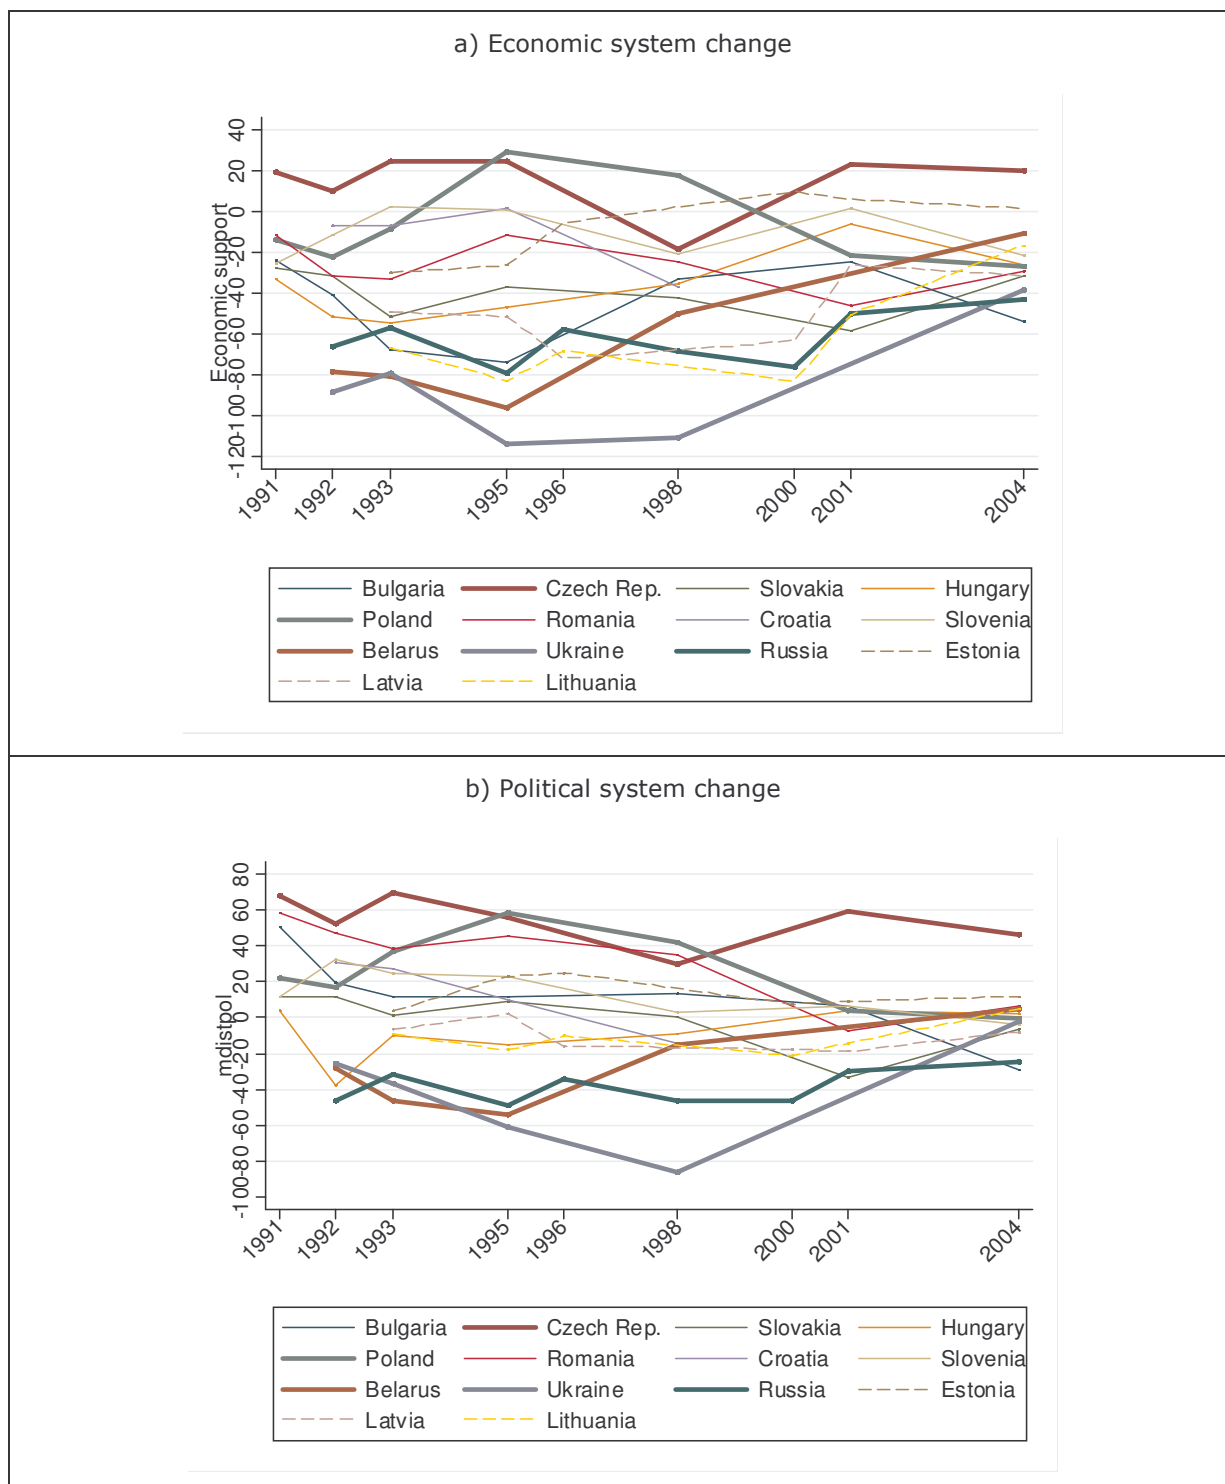 a) Economic system change
Economic support
40
20
0
-20
-40
-60
-80
-100
-120
1991 1992 1993 1995 1996 1998 2000 2001 2004
Bulgaria Czech Rep. Slovakia Hungary
Poland Romania Croatia Slovenia
Belarus Ukraine Russia Estonia
Latvia Lithuania
b) Political system change
mdistpol
80
60
40
20
0
-20
-40
-60
-80
-100
1991 1992 1993 1995 1996 1998 2000 2001 2004
Bulgaria Czech Rep. Slovakia Hungary
Poland Romania Croatia Slovenia
Belarus Ukraine Russia Estonia
Latvia Lithuania